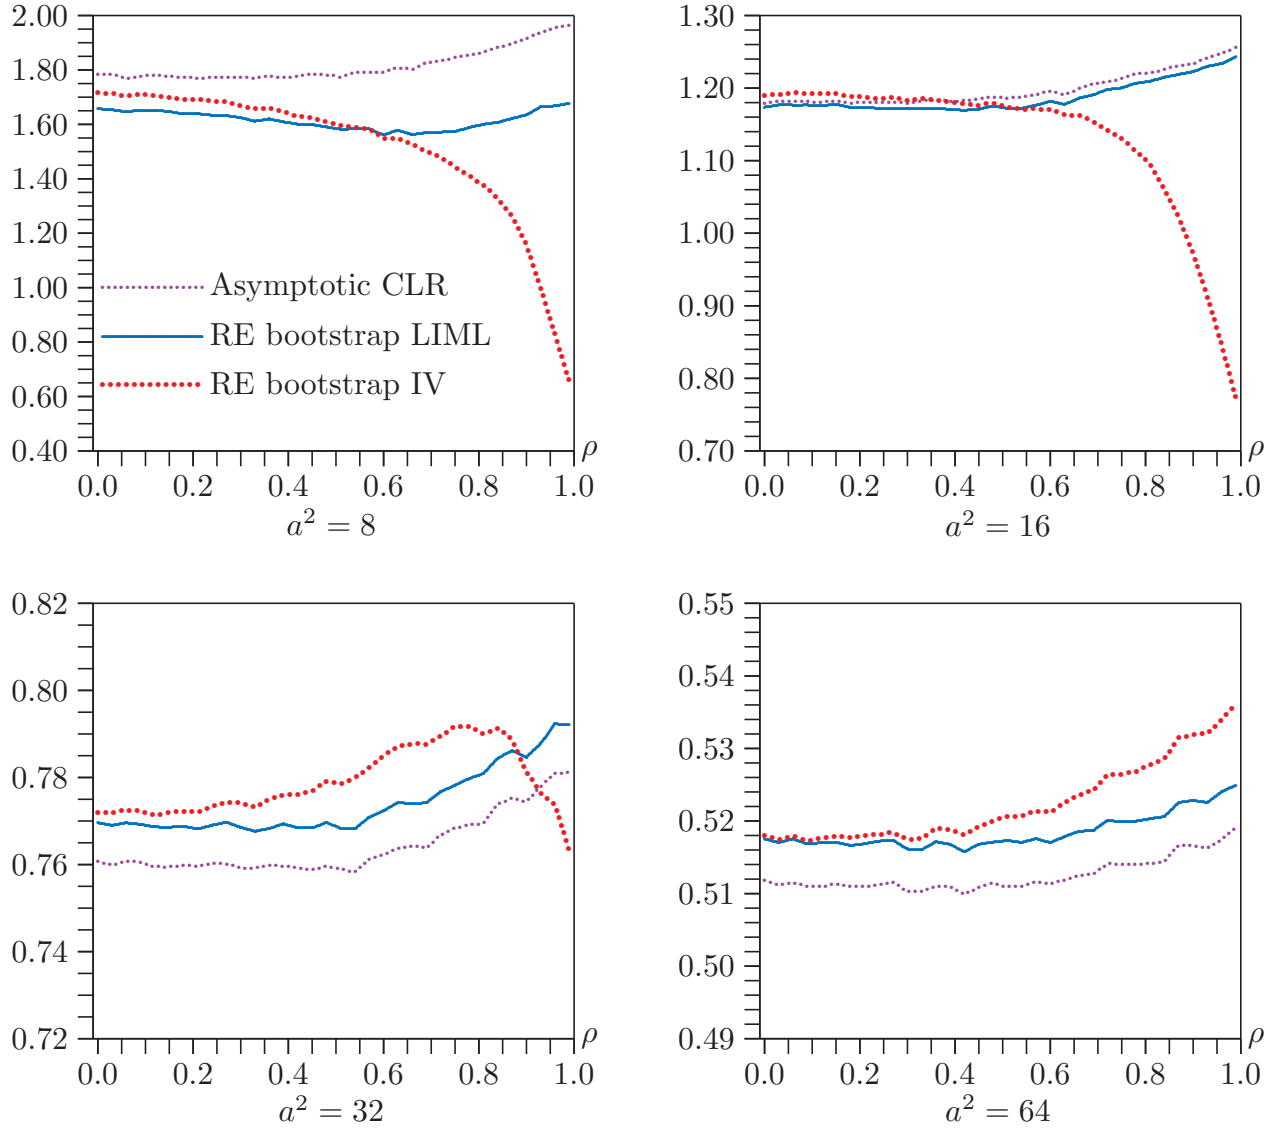 2.00
1.80
1.60
1.40
1.20
1.00
0.80
0.60
0.40
Asymptotic CLR
RE bootstrap LIML
RE bootstrap IV
ρ
0.0 0.2 0.4 0.6 0.8 1.0
a² = 8
1.30
1.20
1.10
1.00
0.90
0.80
0.70
ρ
0.0 0.2 0.4 0.6 0.8 1.0
a² = 16
0.82
0.80
0.78
0.76
0.74
0.72
ρ
0.0 0.2 0.4 0.6 0.8 1.0
a² = 32
0.55
0.54
0.53
0.52
0.51
0.50
0.49
ρ
0.0 0.2 0.4 0.6 0.8 1.0
a² = 64